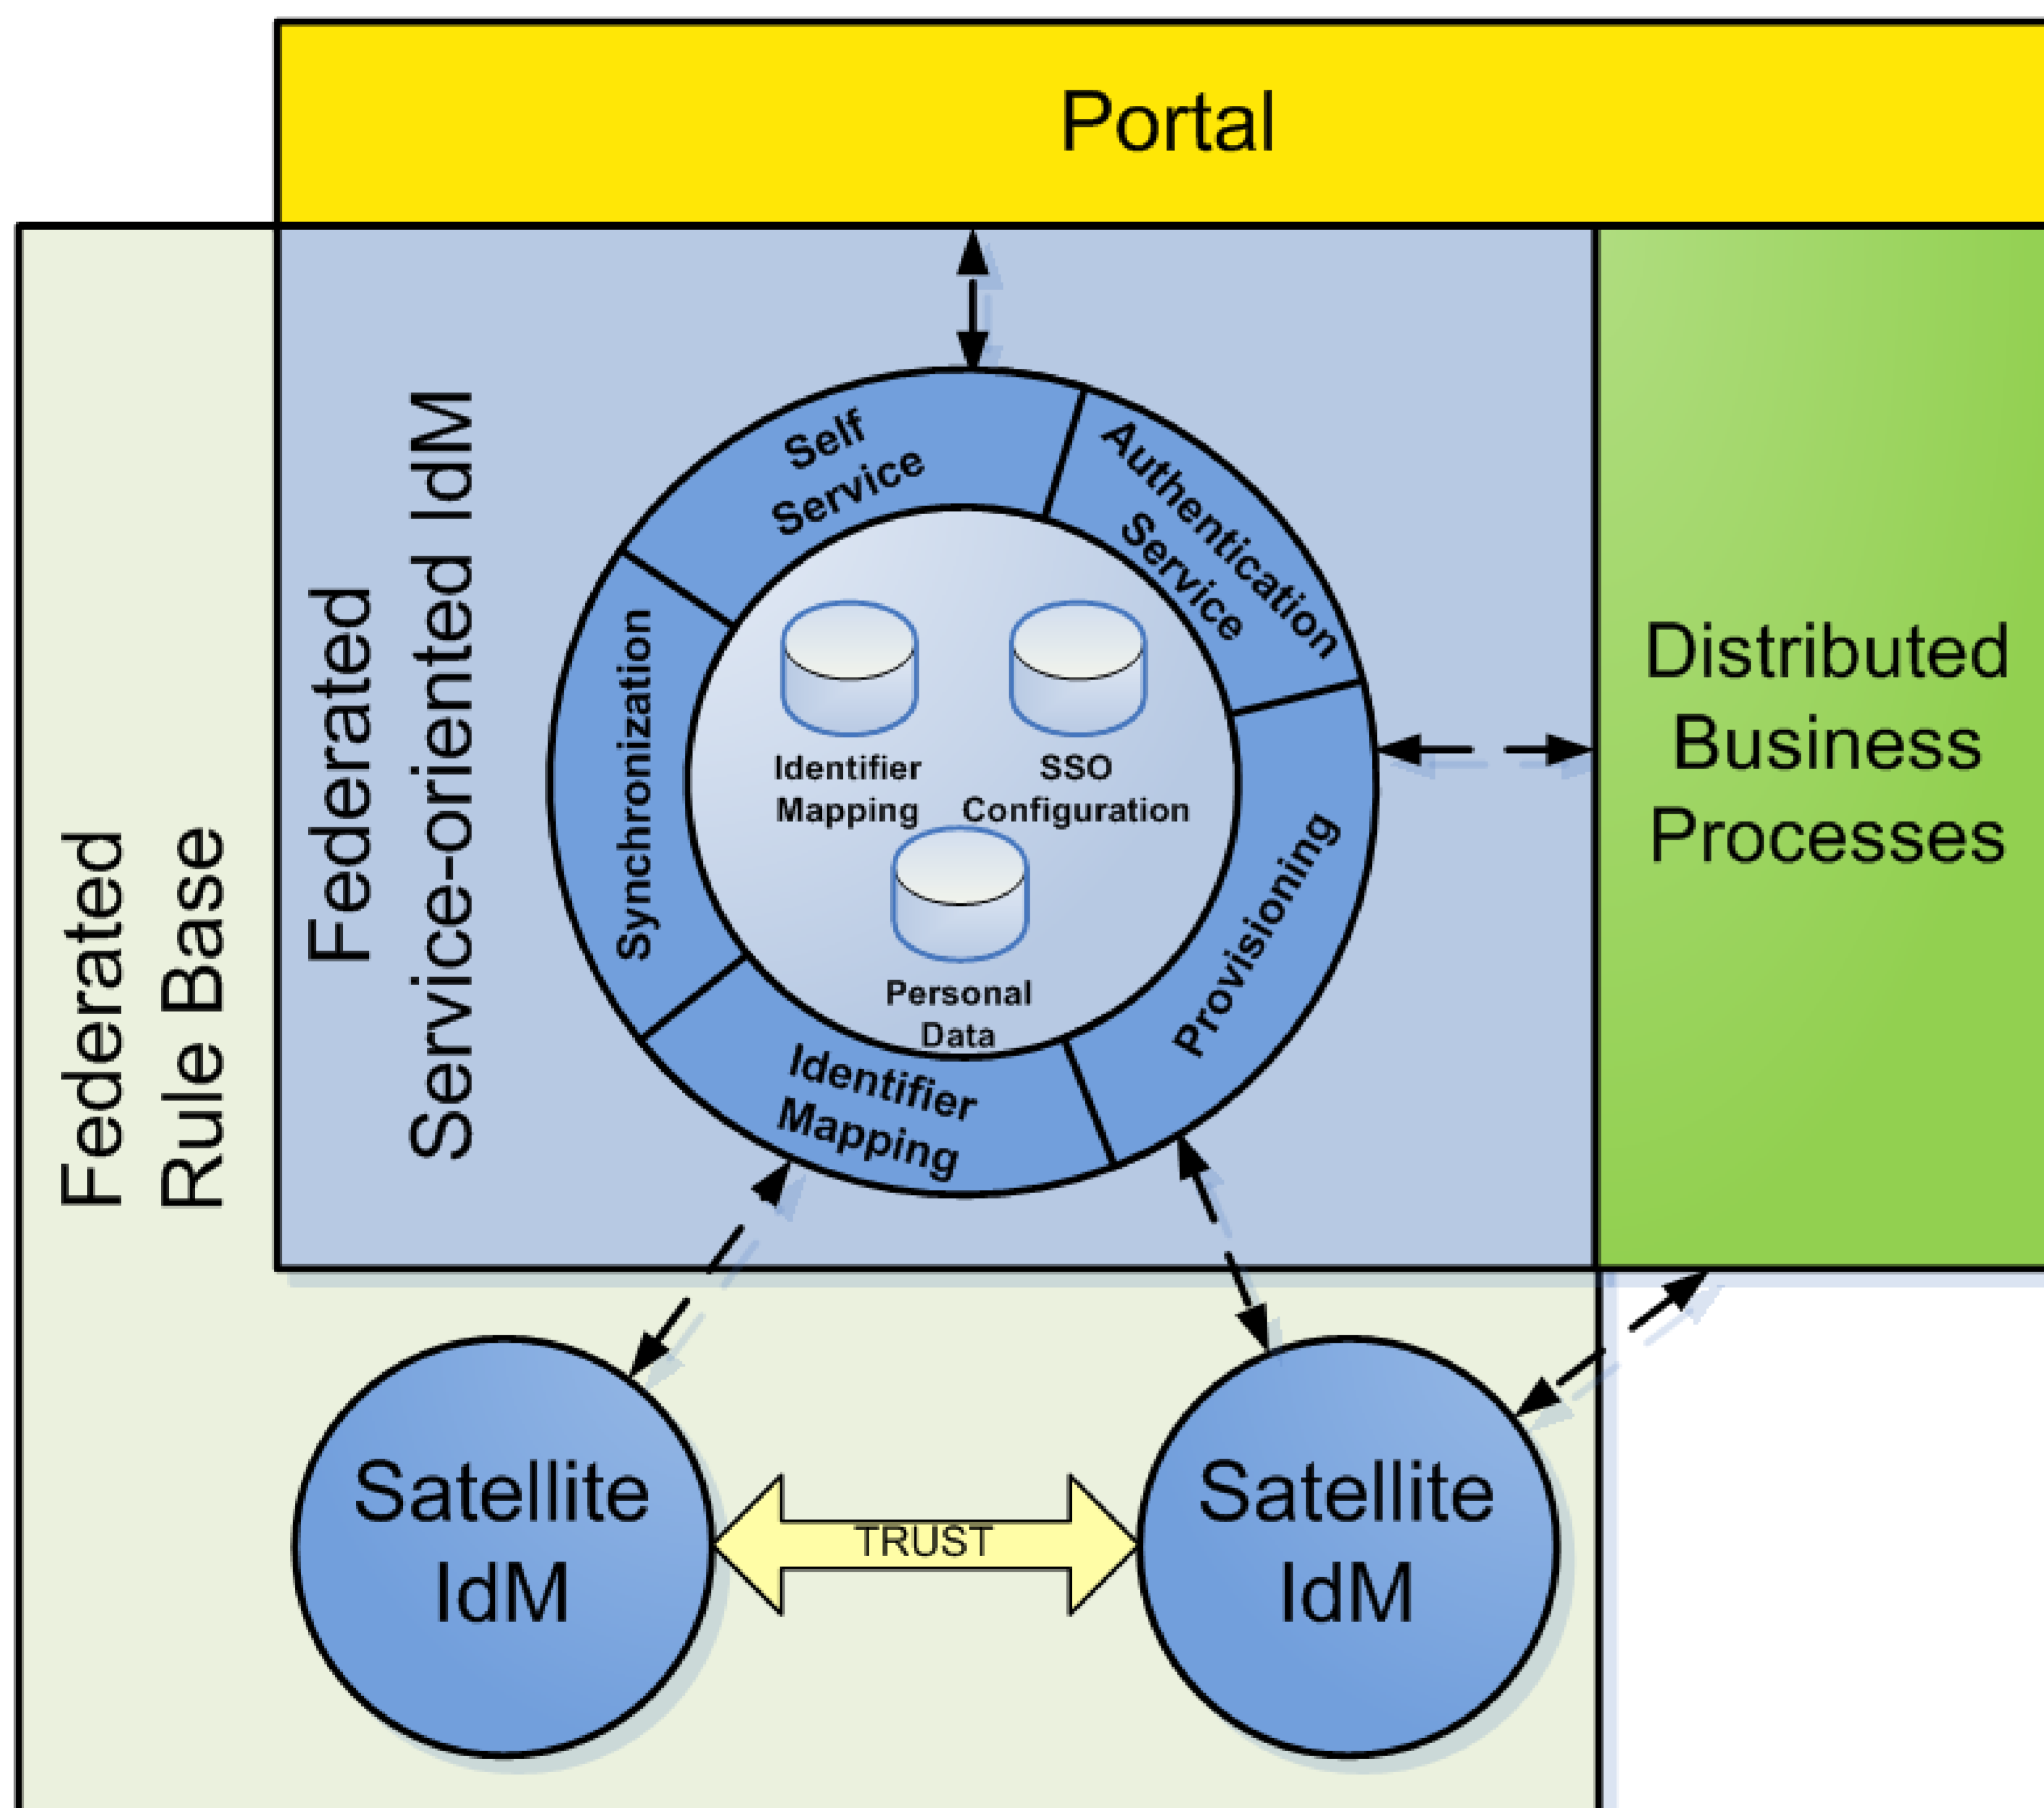 Portal
Federated
Rule Base
Federated
Service-oriented IdM
Self
Service
Authentication
Service
Synchronization
Provisioning
Identifier
Mapping
Identifier
Mapping
SSO
Configuration
Personal
Data
Distributed
Business
Processes
Satellite
IdM
TRUST
Satellite
IdM